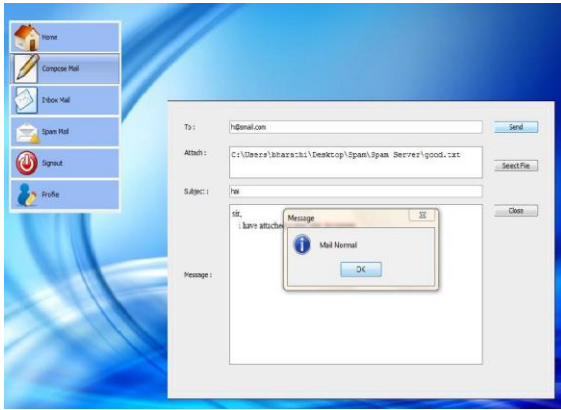 Home
Compose Mail
Inbox Mail
Spam Mail
Signout
Profile
To :
h@smail.com
Send
Attach :
C:\Users\bharathi\Desktop\Spam\Spam Server\good.txt
Select File
Subject :
hai
Close
sir,
i have attached
Message
Mail Normal
OK
Message :